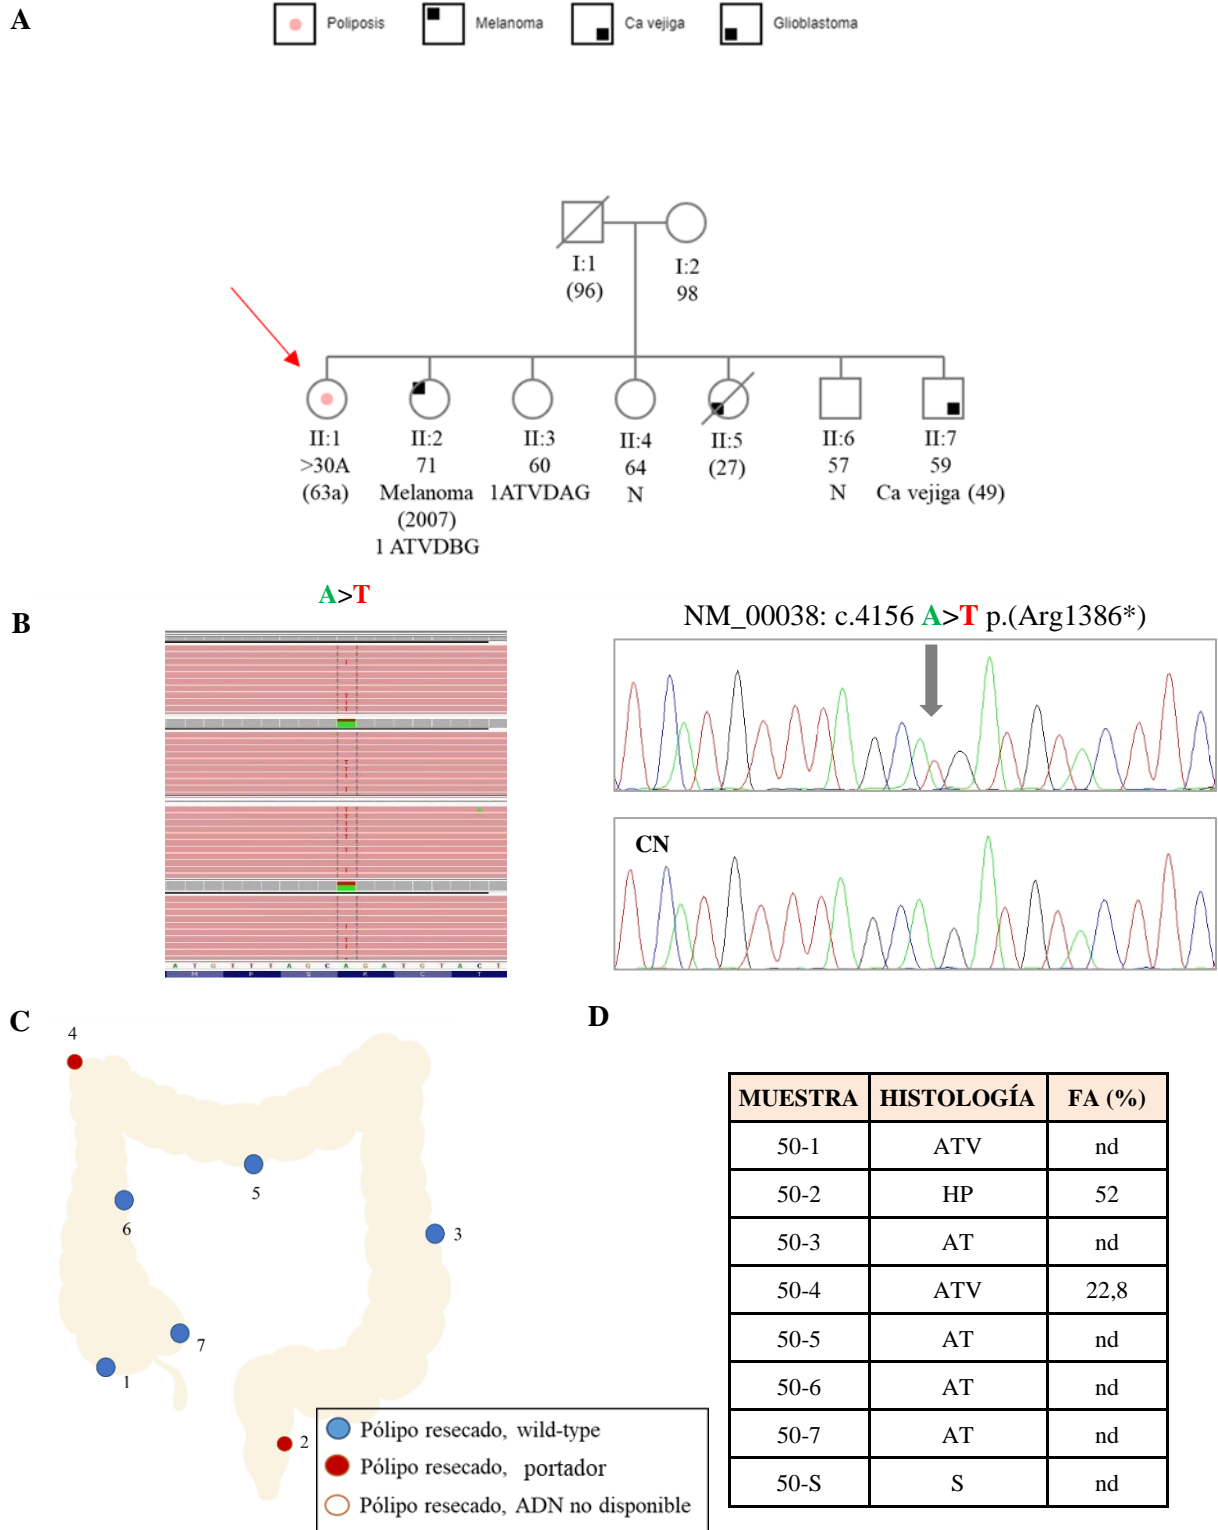 A
Poliposis
Melanoma
Ca vejiga
Glioblastoma
I:1
(96)
I:2
98
II:1
>30A
(63a)
II:2
71
Melanoma
(2007)
1 ATVDBG
II:3
60
1ATVDAG
II:4
64
N
II:5
(27)
II:6
57
N
II:7
59
Ca vejiga (49)
B
A>T
A T G T T T A G C A G A T G T A C T
M F S R C T
NM_00038: c.4156 A>T p.(Arg1386*)
CN
C
4
5
6
3
7
1
2
Pólipo resecado, wild-type
Pólipo resecado, portador
Pólipo resecado, ADN no disponible
D
MUESTRA HISTOLOGÍA FA (%)
50-1 ATV nd
50-2 HP 52
50-3 AT nd
50-4 ATV 22,8
50-5 AT nd
50-6 AT nd
50-7 AT nd
50-S S nd